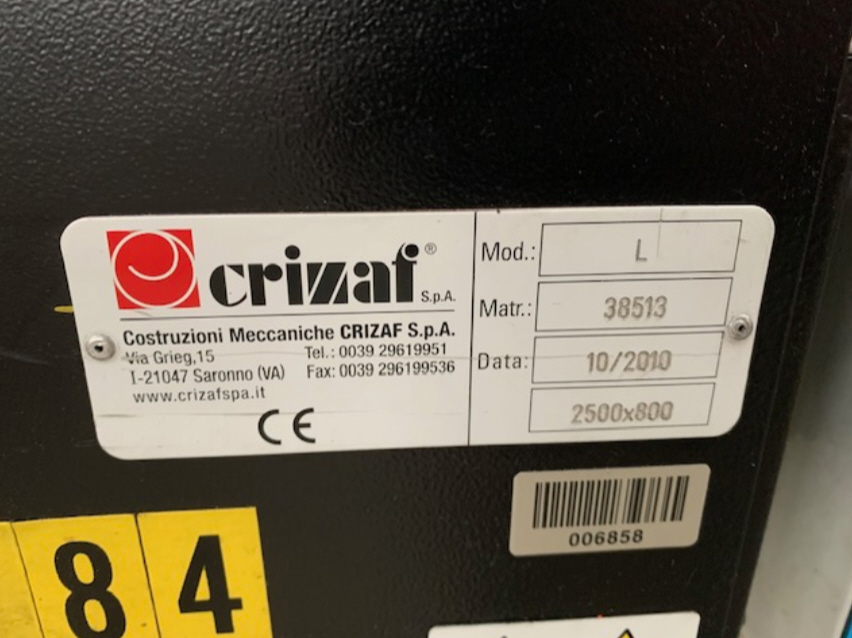 crizaf® S.p.A.
Costruzioni Meccaniche CRIZAF S.p.A.
Via Grieg,15 Tel.: 0039 29619951
I-21047 Saronno (VA) Fax: 0039 296199536
www.crizafspa.it
CE
Mod.: L
Matr.: 38513
Data: 10/2010
2500x800
006858
84